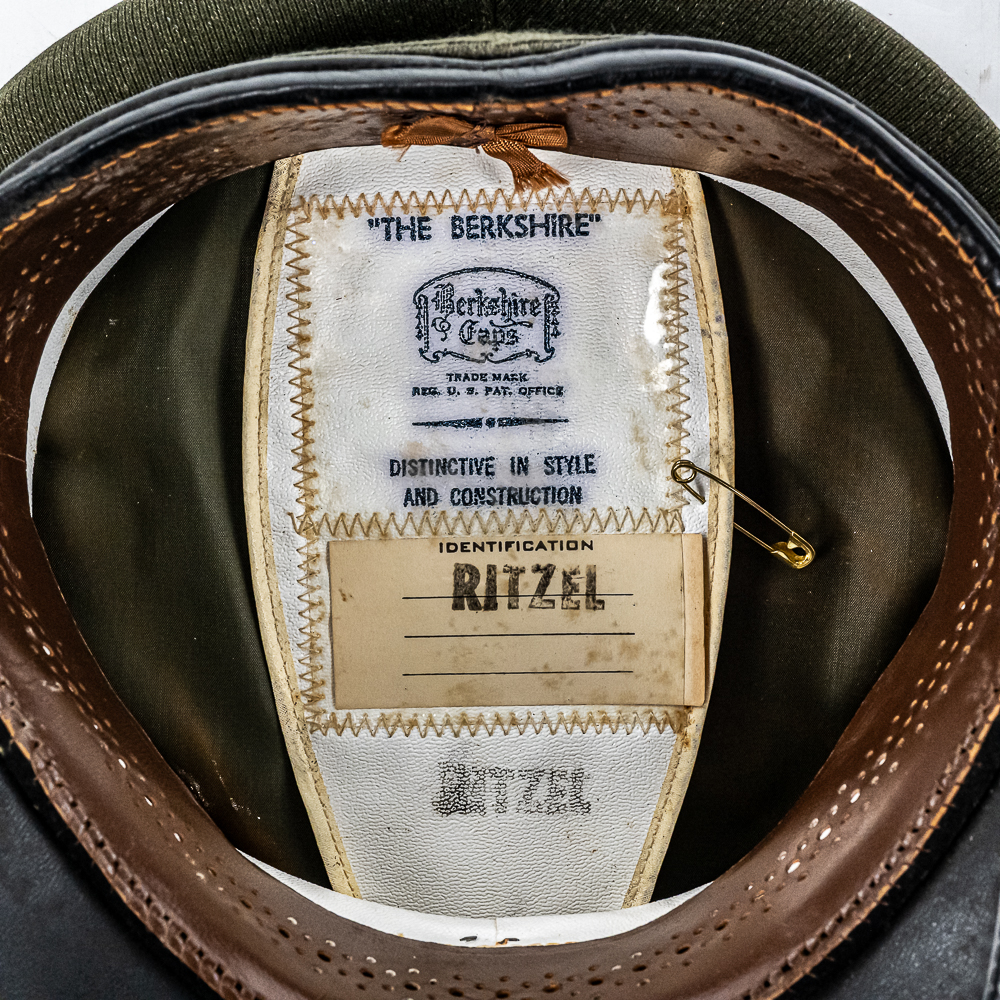 "THE BERKSHIRE"
Berkshire
Caps
TRADE MARK
REG. U. S. PAT. OFFICE
DISTINCTIVE IN STYLE
AND CONSTRUCTION
IDENTIFICATION
RITZEL
RITZEL